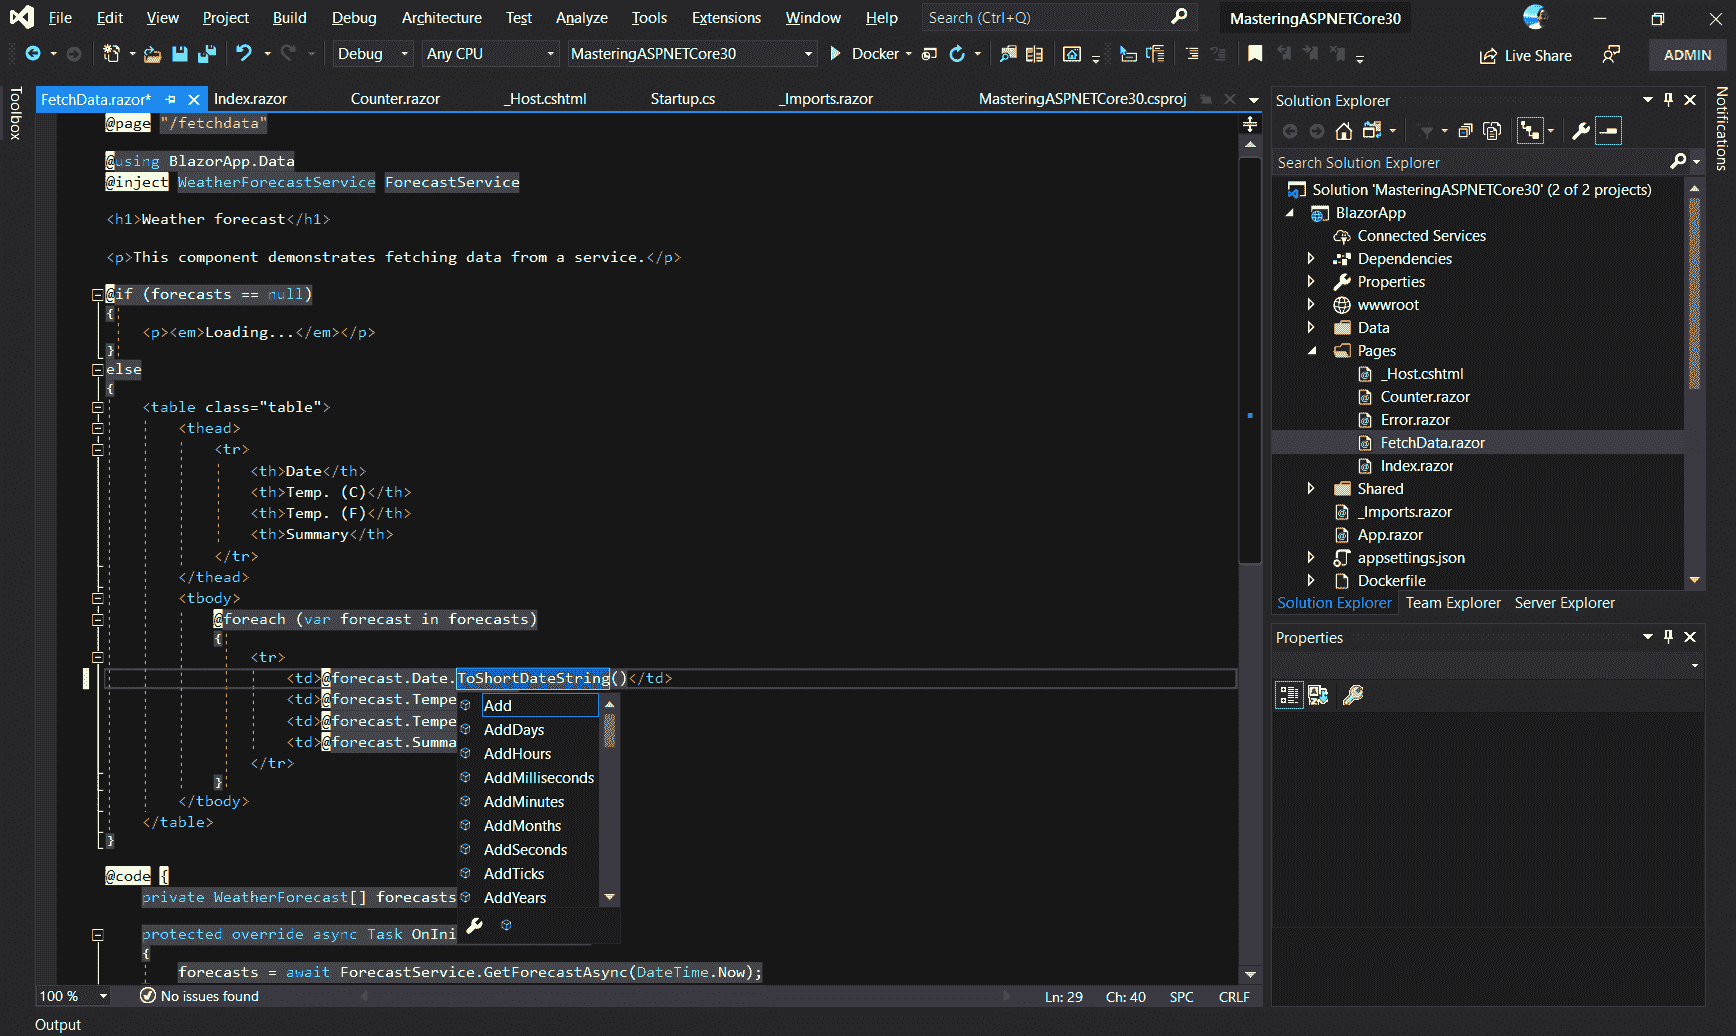 File Edit View Project Build Debug Architecture Test Analyze Tools Extensions Window Help Search (Ctrl+Q) MasteringASPNETCore30
Debug Any CPU MasteringASPNETCore30 Docker Live Share ADMIN
Toolbox
FetchData.razor* Index.razor Counter.razor _Host.cshtml Startup.cs _Imports.razor MasteringASPNETCore30.csproj
@page "/fetchdata"
@using BlazorApp.Data
@inject WeatherForecastService ForecastService
<h1>Weather forecast</h1>
<p>This component demonstrates fetching data from a service.</p>
@if (forecasts == null)
{
<p><em>Loading...</em></p>
}
else
{
<table class="table">
<thead>
<tr>
<th>Date</th>
<th>Temp. (C)</th>
<th>Temp. (F)</th>
<th>Summary</th>
</tr>
</thead>
<tbody>
@foreach (var forecast in forecasts)
{
<tr>
<td>@forecast.Date.ToShortDateString()</td>
<td>@forecast.Tempe
<td>@forecast.Tempe
<td>@forecast.Summa
</tr>
}
</tbody>
</table>
}
@code {
private WeatherForecast[] forecasts
protected override async Task OnIni
{
forecasts = await ForecastService.GetForecastAsync(DateTime.Now);
Add
AddDays
AddHours
AddMilliseconds
AddMinutes
AddMonths
AddSeconds
AddTicks
AddYears
100 % No issues found Ln: 29 Ch: 40 SPC CRLF
Output
Solution Explorer
Search Solution Explorer
Solution 'MasteringASPNETCore30' (2 of 2 projects)
BlazorApp
Connected Services
Dependencies
Properties
wwwroot
Data
Pages
_Host.cshtml
Counter.razor
Error.razor
FetchData.razor
Index.razor
Shared
_Imports.razor
App.razor
appsettings.json
Dockerfile
Solution Explorer Team Explorer Server Explorer
Properties
Notifications